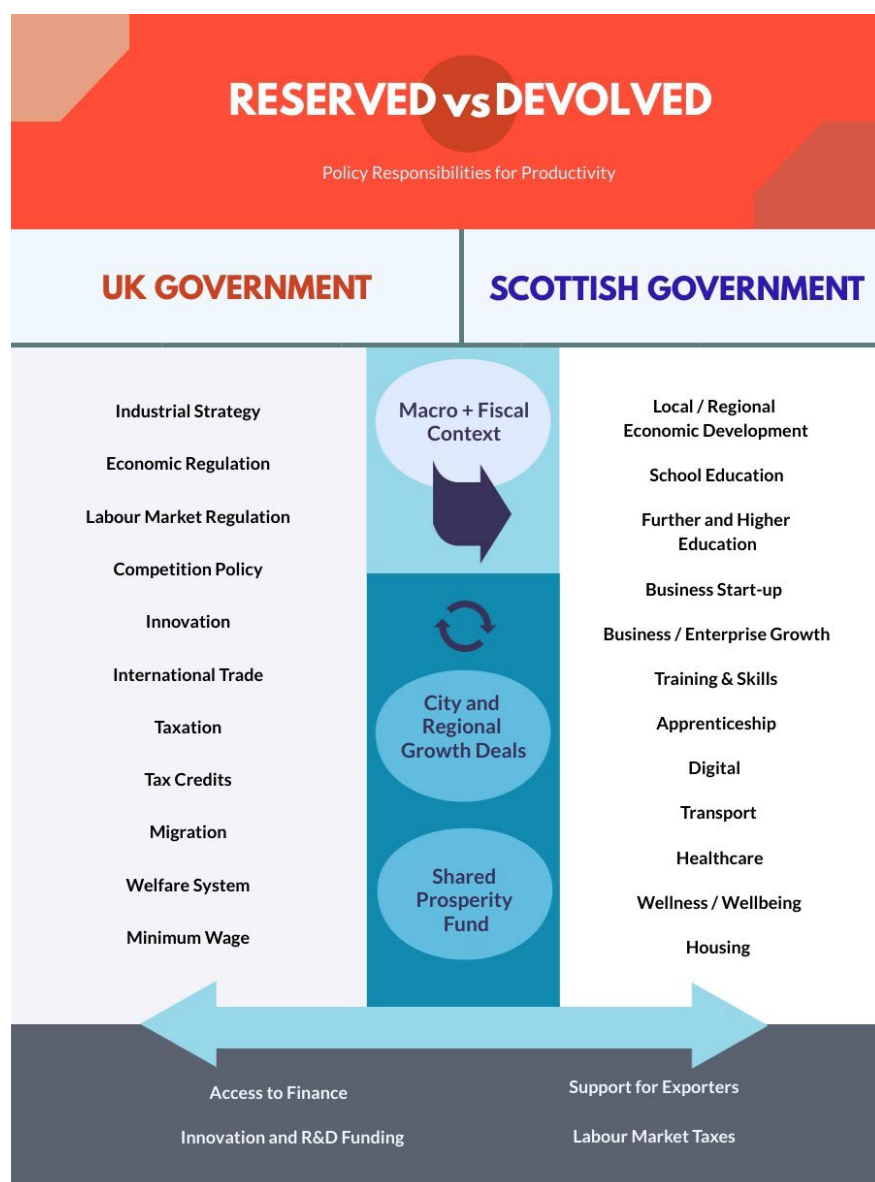 RESERVED vs DEVOLVED
Policy Responsibilities for Productivity
UK GOVERNMENT
SCOTTISH GOVERNMENT
Industrial Strategy
Economic Regulation
Labour Market Regulation
Competition Policy
Innovation
International Trade
Taxation
Tax Credits
Migration
Welfare System
Minimum Wage
Macro + Fiscal
Context
City and
Regional
Growth Deals
Shared
Prosperity
Fund
Local / Regional
Economic Development
School Education
Further and Higher
Education
Business Start-up
Business / Enterprise Growth
Training & Skills
Apprenticeship
Digital
Transport
Healthcare
Wellness / Wellbeing
Housing
Access to Finance
Innovation and R&D Funding
Support for Exporters
Labour Market Taxes